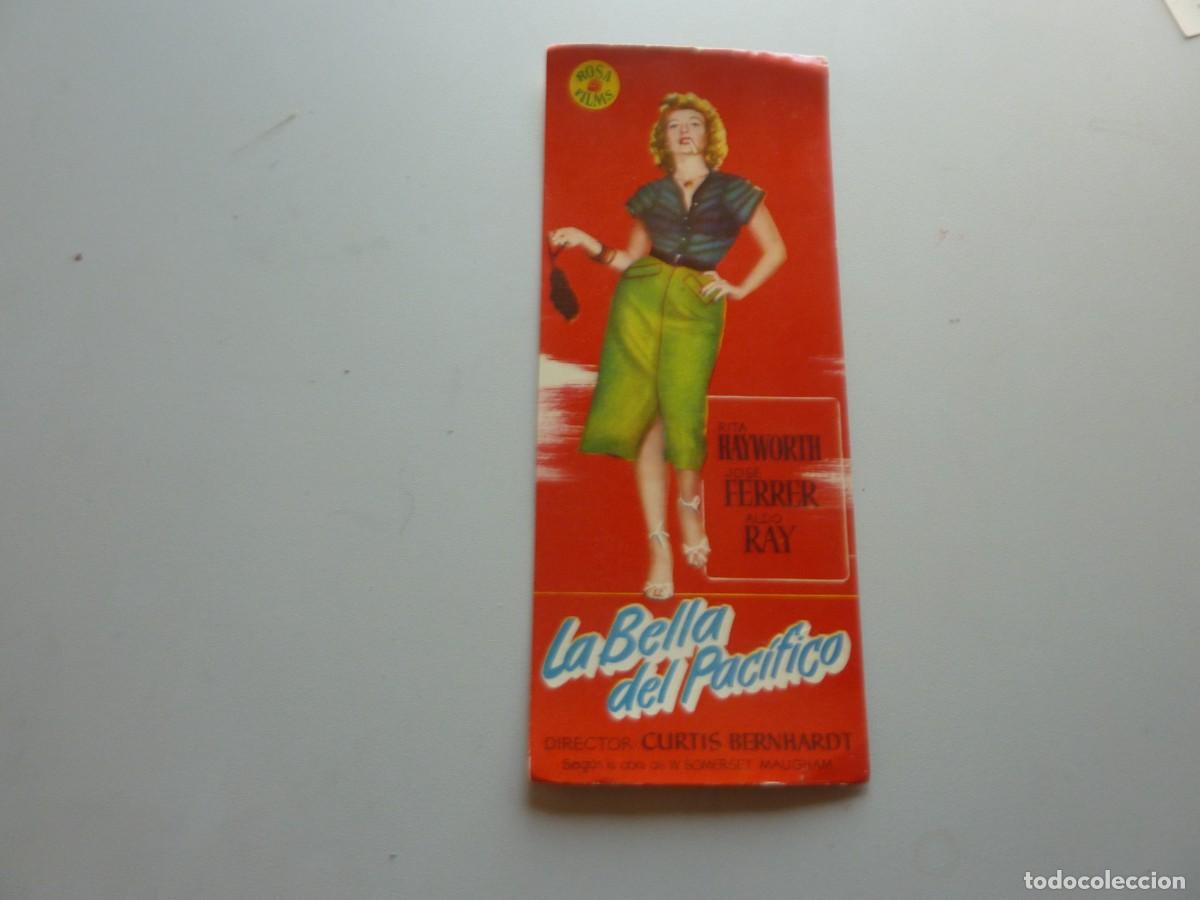 ROSA
FILMS
RITA
HAYWORTH
JOSE
FERRER
ALDO
RAY
La Bella
del Pacífico
DIRECTOR: CURTIS BERNHARDT
Según la obra de W. SOMERSET MAUGHAM
todocoleccion